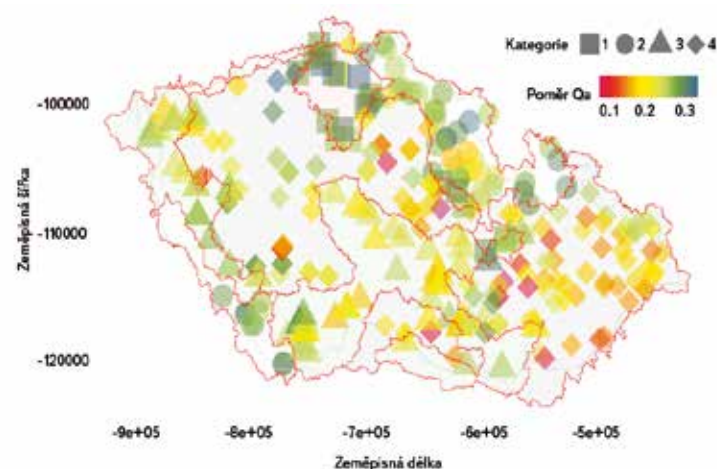 Kategorie 1 2 3 4
Poměr Qa
0.1 0.2 0.3
Zeměpisná šířka
-100000
-110000
-120000
-9e+05 -8e+05 -7e+05 -6e+05 -5e+05
Zeměpisná délka